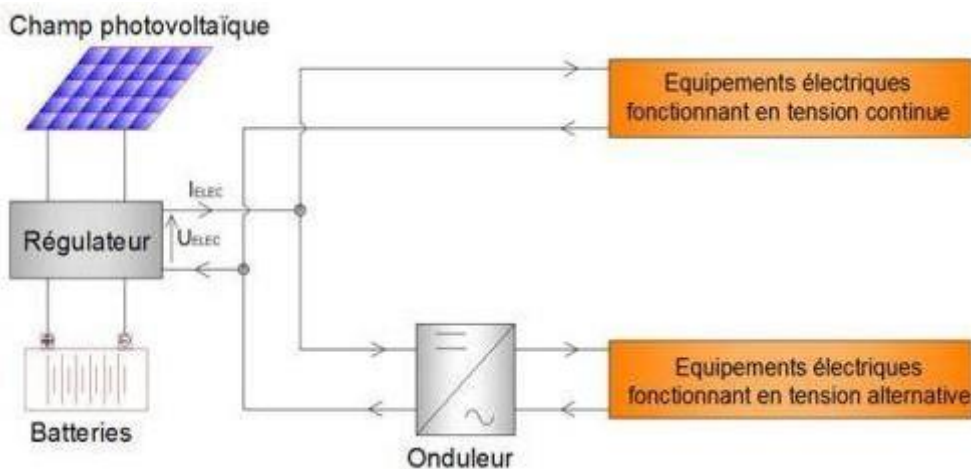 Champ photovoltaïque
Equipements électriques
fonctionnant en tension continue
IELEC
Régulateur
UELEC
Equipements électriques
fonctionnant en tension alternative
Batteries
Onduleur